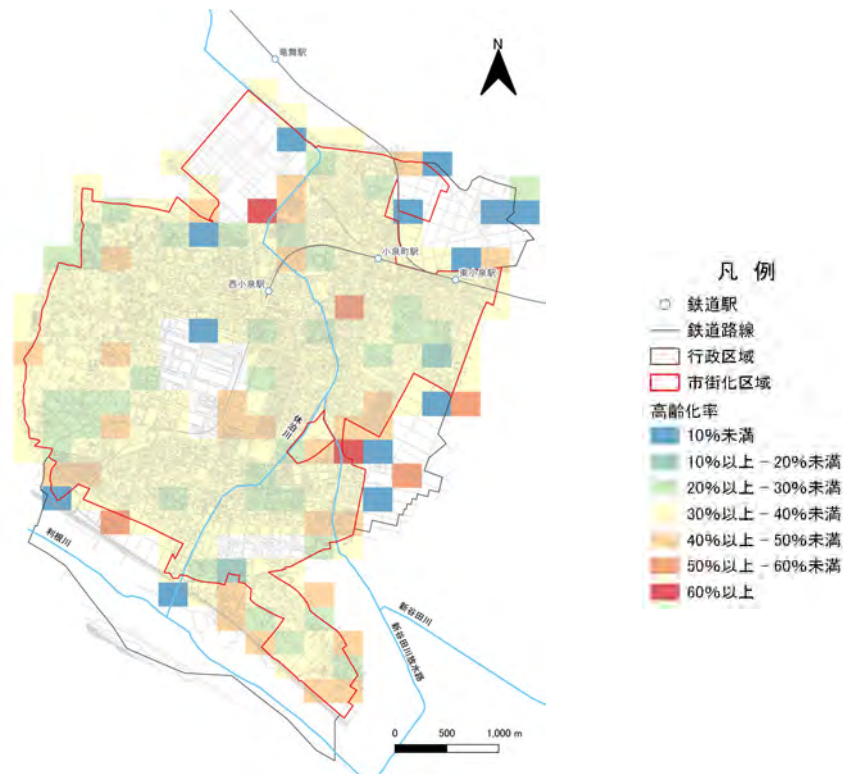 竜舞駅
N
小泉町駅
東小泉駅
西小泉駅
休泊川
利根川
新谷田川
新谷田川放水路
0 500 1,000 m
凡 例
鉄道駅
鉄道路線
行政区域
市街化区域
高齢化率
10%未満
10%以上 - 20%未満
20%以上 - 30%未満
30%以上 - 40%未満
40%以上 - 50%未満
50%以上 - 60%未満
60%以上